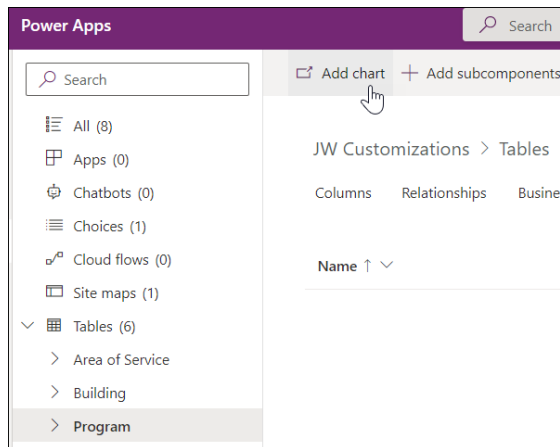 Power Apps
Search
Search
Add chart
Add subcomponents
All (8)
Apps (0)
Chatbots (0)
Choices (1)
Cloud flows (0)
Site maps (1)
Tables (6)
Area of Service
Building
Program
JW Customizations > Tables
Columns Relationships Busine
Name